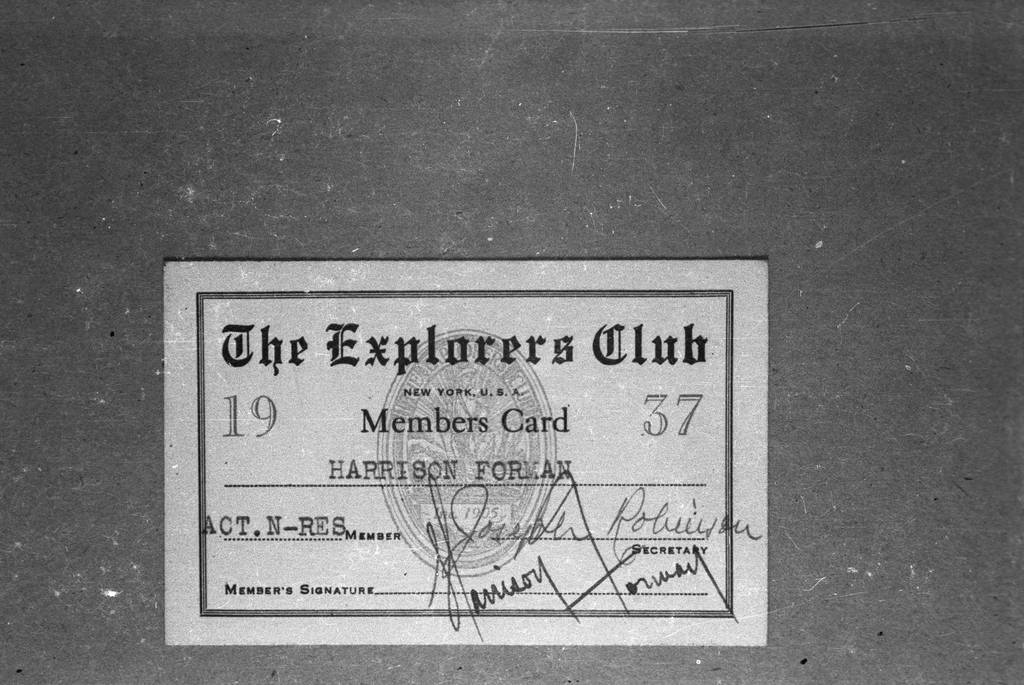 The Explorers Club
NEW YORK, U. S. A.
19 Members Card 37
HARRISON FORMAN
ACT.N-RES MEMBER Joseph Robinson
SECRETARY
MEMBER'S SIGNATURE Harrison Forman
1905